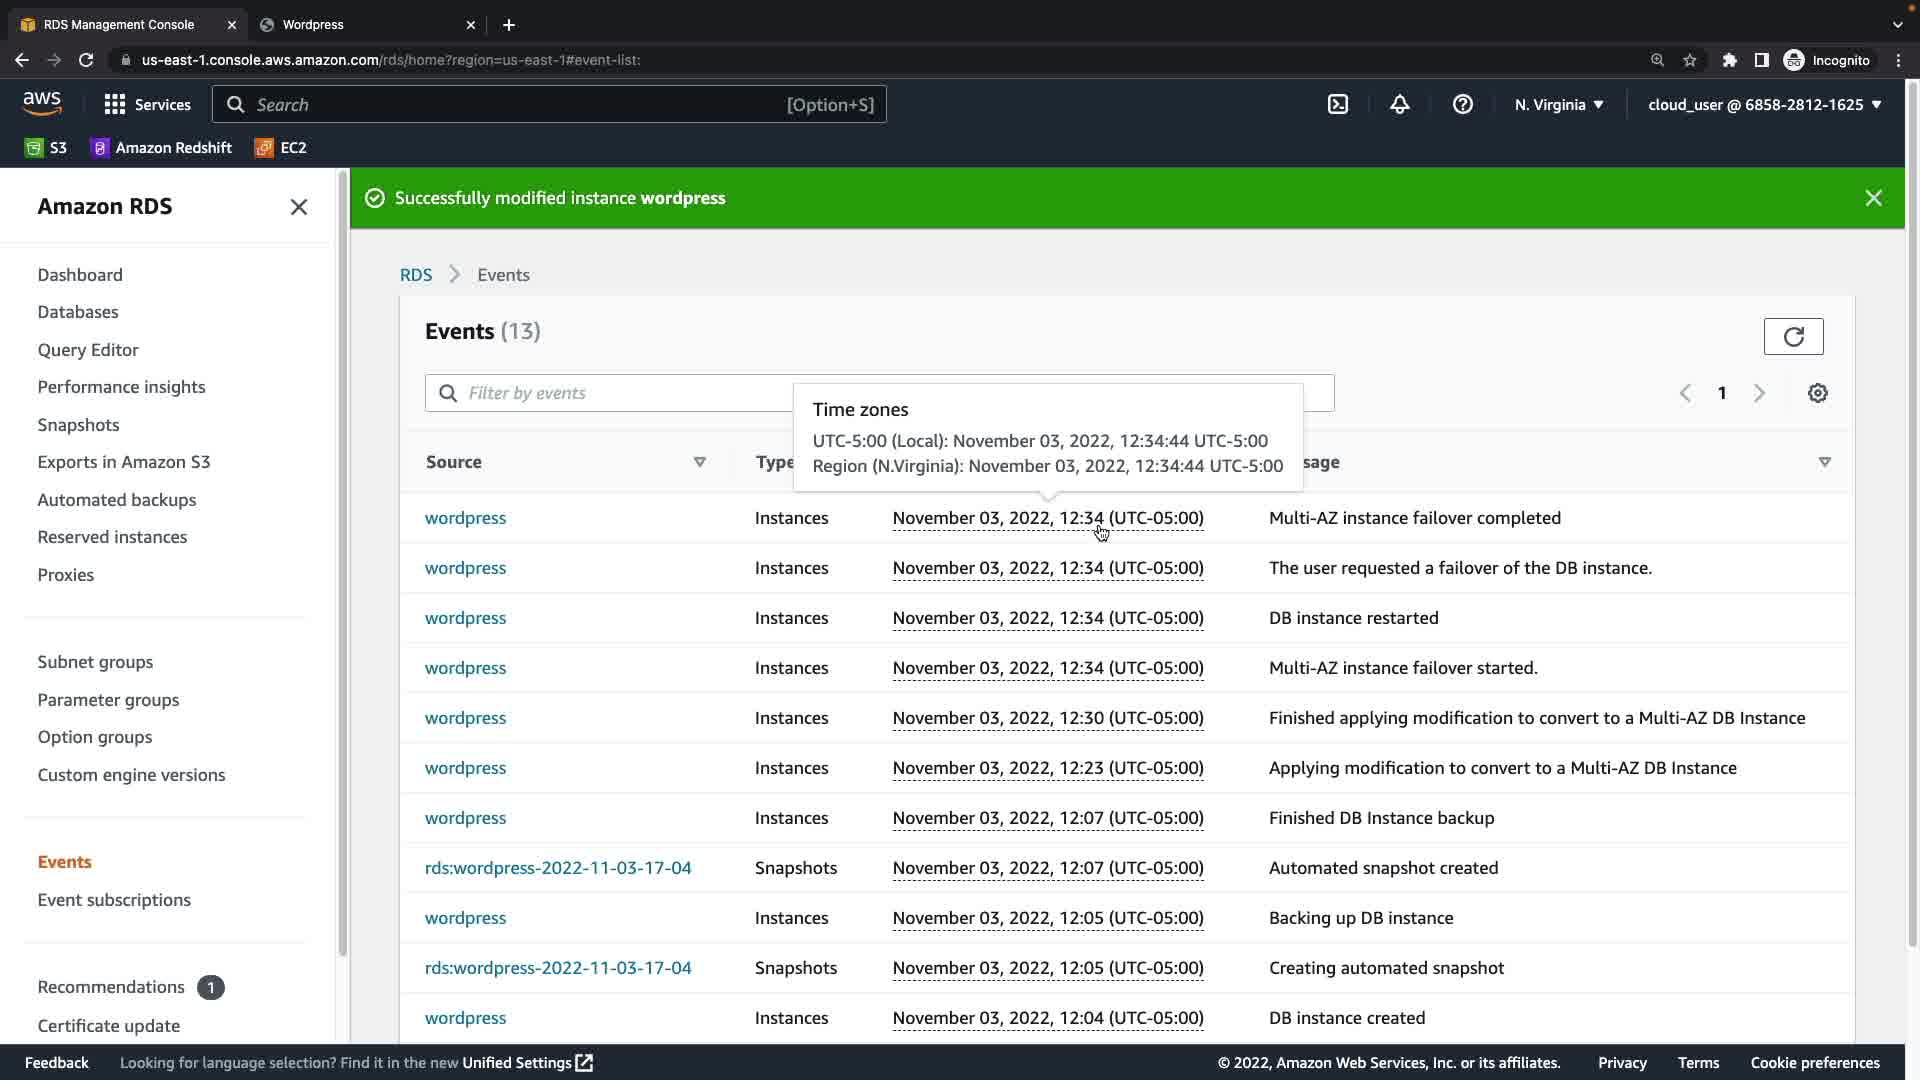 RDS Management Console
Wordpress
us-east-1.console.aws.amazon.com/rds/home?region=us-east-1#event-list:
Incognito
aws
Services
Search
[Option+S]
N. Virginia
cloud_user @ 6858-2812-1625
S3
Amazon Redshift
EC2
Amazon RDS
Dashboard
Databases
Query Editor
Performance insights
Snapshots
Exports in Amazon S3
Automated backups
Reserved instances
Proxies
Subnet groups
Parameter groups
Option groups
Custom engine versions
Events
Event subscriptions
Recommendations 1
Certificate update
Successfully modified instance wordpress
RDS > Events
Events (13)
Filter by events
1
Time zones
UTC-5:00 (Local): November 03, 2022, 12:34:44 UTC-5:00
Region (N.Virginia): November 03, 2022, 12:34:44 UTC-5:00
Source Type sage
wordpress Instances November 03, 2022, 12:34 (UTC-05:00) Multi-AZ instance failover completed
wordpress Instances November 03, 2022, 12:34 (UTC-05:00) The user requested a failover of the DB instance.
wordpress Instances November 03, 2022, 12:34 (UTC-05:00) DB instance restarted
wordpress Instances November 03, 2022, 12:34 (UTC-05:00) Multi-AZ instance failover started.
wordpress Instances November 03, 2022, 12:30 (UTC-05:00) Finished applying modification to convert to a Multi-AZ DB Instance
wordpress Instances November 03, 2022, 12:23 (UTC-05:00) Applying modification to convert to a Multi-AZ DB Instance
wordpress Instances November 03, 2022, 12:07 (UTC-05:00) Finished DB Instance backup
rds:wordpress-2022-11-03-17-04 Snapshots November 03, 2022, 12:07 (UTC-05:00) Automated snapshot created
wordpress Instances November 03, 2022, 12:05 (UTC-05:00) Backing up DB instance
rds:wordpress-2022-11-03-17-04 Snapshots November 03, 2022, 12:05 (UTC-05:00) Creating automated snapshot
wordpress Instances November 03, 2022, 12:04 (UTC-05:00) DB instance created
Feedback
Looking for language selection? Find it in the new Unified Settings
© 2022, Amazon Web Services, Inc. or its affiliates.
Privacy
Terms
Cookie preferences